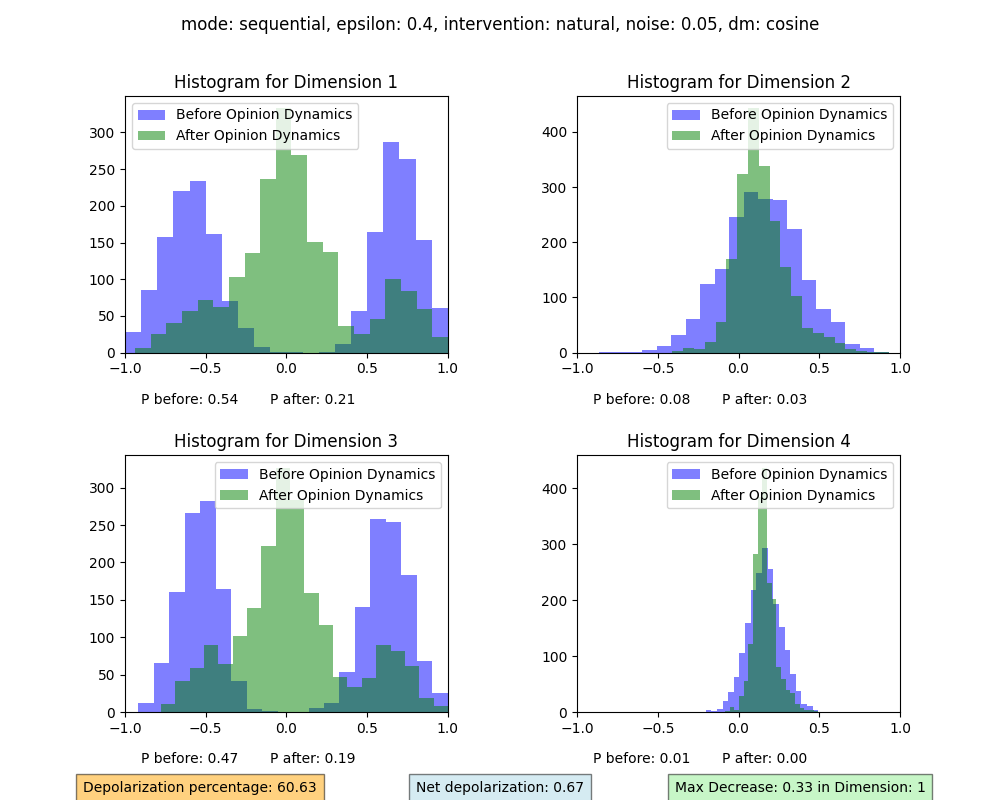 mode: sequential, epsilon: 0.4, intervention: natural, noise: 0.05, dm: cosine
Histogram for Dimension 1
Before Opinion Dynamics
After Opinion Dynamics
300
250
200
150
100
50
0
−1.0 −0.5 0.0 0.5 1.0
P before: 0.54 P after: 0.21
Histogram for Dimension 2
Before Opinion Dynamics
After Opinion Dynamics
400
300
200
100
0
−1.0 −0.5 0.0 0.5 1.0
P before: 0.08 P after: 0.03
Histogram for Dimension 3
Before Opinion Dynamics
After Opinion Dynamics
300
250
200
150
100
50
0
−1.0 −0.5 0.0 0.5 1.0
P before: 0.47 P after: 0.19
Histogram for Dimension 4
Before Opinion Dynamics
After Opinion Dynamics
400
300
200
100
0
−1.0 −0.5 0.0 0.5 1.0
P before: 0.01 P after: 0.00
Depolarization percentage: 60.63
Net depolarization: 0.67
Max Decrease: 0.33 in Dimension: 1